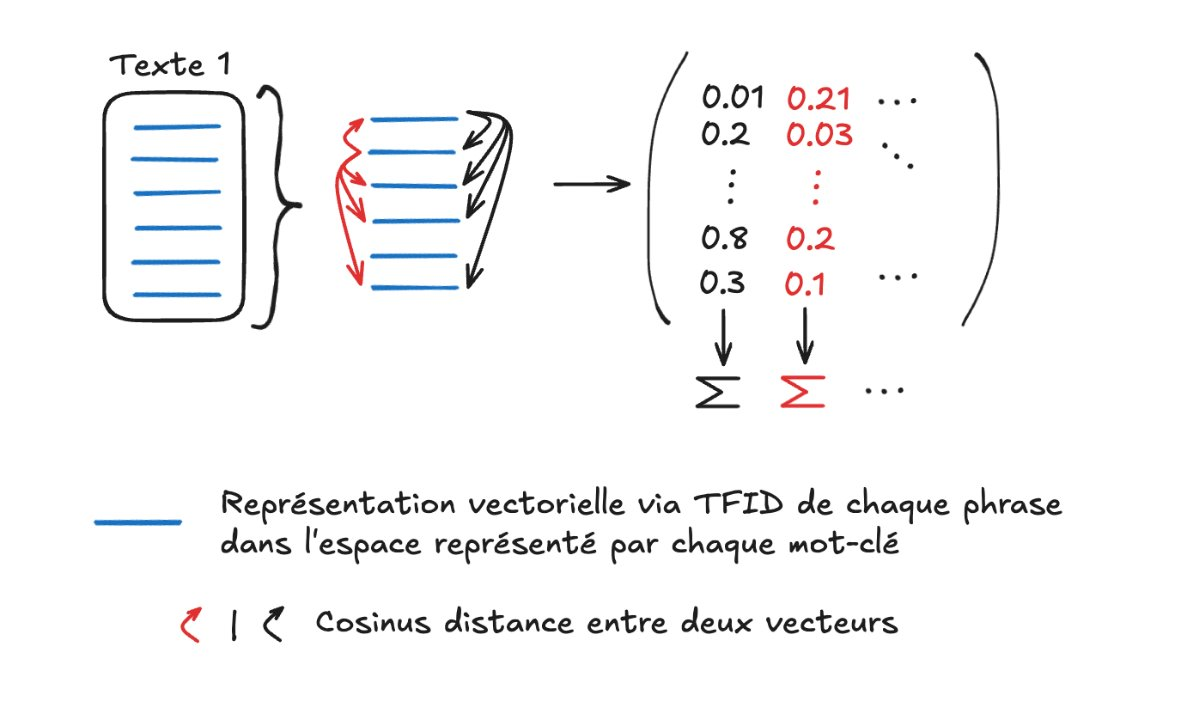 Texte 1
0.01 0.21 ...
0.2 0.03 ⋱
⋮ ⋮
0.8 0.2
0.3 0.1 ...
Σ Σ ...
Représentation vectorielle via TFID de chaque phrase
dans l'espace représenté par chaque mot-clé
| Cosinus distance entre deux vecteurs